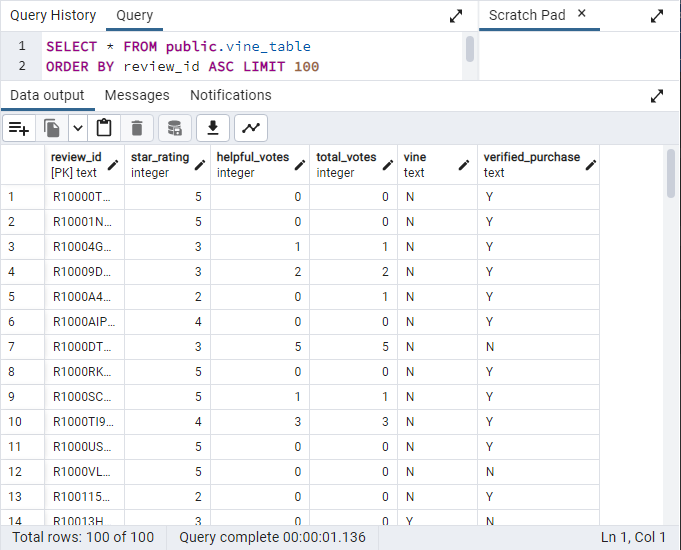 Query History Query Scratch Pad ×
1 SELECT * FROM public.vine_table
2 ORDER BY review_id ASC LIMIT 100
Data output Messages Notifications
review_id star_rating helpful_votes total_votes vine verified_purchase
[PK] text integer integer integer text text
1 R10000T... 5 0 0 N Y
2 R10001N... 5 0 0 N Y
3 R10004G... 3 1 1 N Y
4 R10009D... 3 2 2 N Y
5 R1000A4... 2 0 1 N Y
6 R1000AIP... 4 0 0 N Y
7 R1000DT... 3 5 5 N N
8 R1000RK... 5 0 0 N Y
9 R1000SC... 5 1 1 N Y
10 R1000TI9... 4 3 3 N Y
11 R1000US... 5 0 0 N Y
12 R1000VL... 5 0 0 N N
13 R100115... 2 0 0 N Y
14 R10013H 3 0 0 Y N
Total rows: 100 of 100 Query complete 00:00:01.136 Ln 1, Col 1